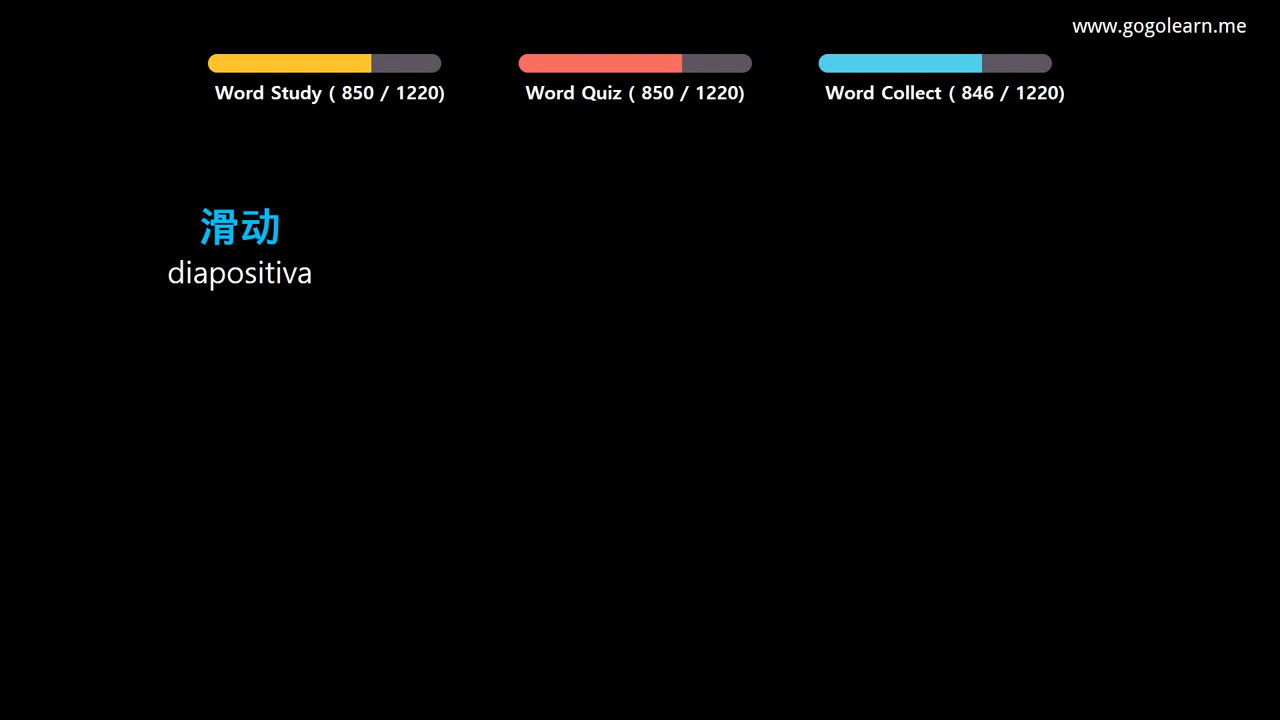 www.gogolearn.me
Word Study ( 850 / 1220)
Word Quiz ( 850 / 1220)
Word Collect ( 846 / 1220)
滑动
diapositiva